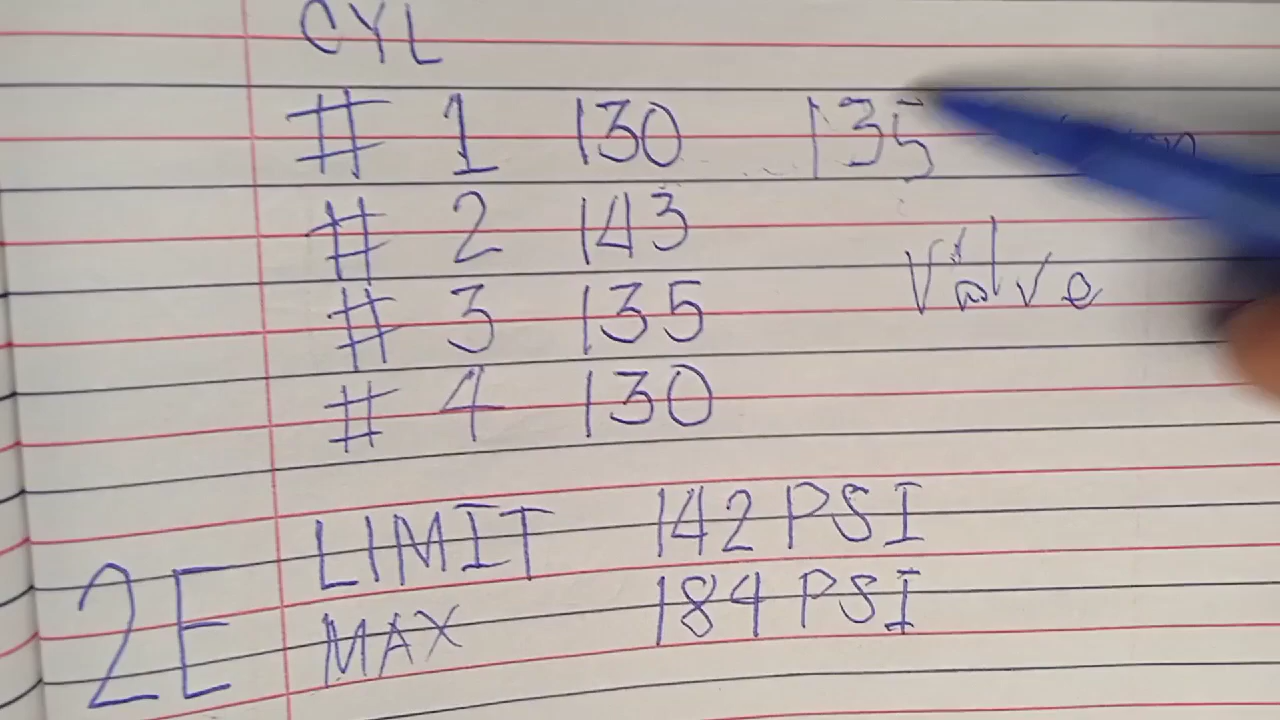 CYL
# 1 130 135
# 2 143
Valve
# 3 135
# 4 130
LIMIT 142 PSI
2E MAX 184 PSI